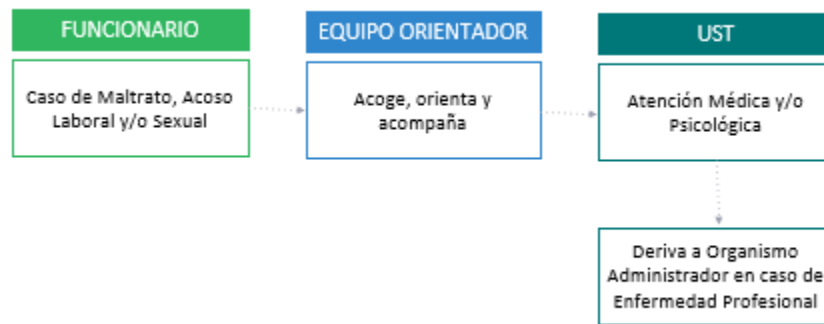 FUNCIONARIO
Caso de Maltrato, Acoso
Laboral y/o Sexual
EQUIPO ORIENTADOR
Acoge, orienta y
acompaña
UST
Atención Médica y/o
Psicológica
Deriva a Organismo
Administrador en caso de
Enfermedad Profesional